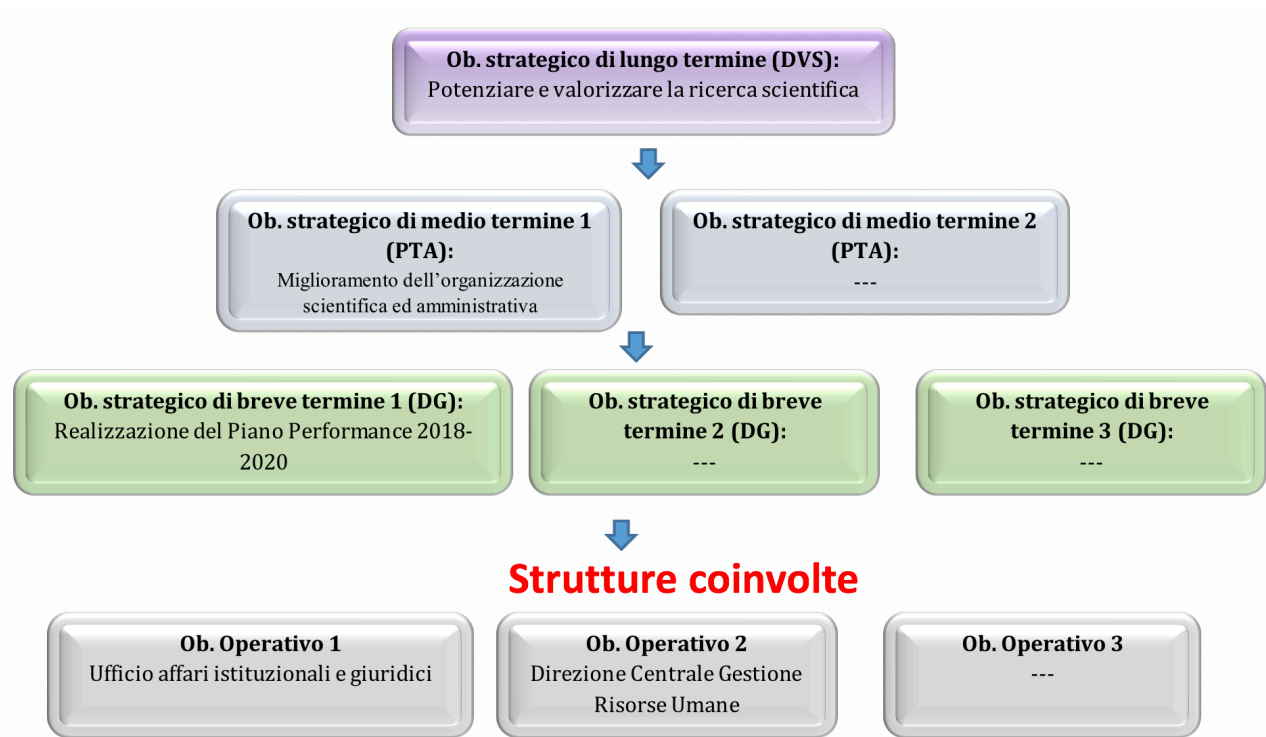 Ob. strategico di lungo termine (DVS):
Potenziare e valorizzare la ricerca scientifica
Ob. strategico di medio termine 1
(PTA):
Miglioramento dell'organizzazione
scientifica ed amministrativa
Ob. strategico di medio termine 2
(PTA):
---
Ob. strategico di breve termine 1 (DG):
Realizzazione del Piano Performance 2018-
2020
Ob. strategico di breve
termine 2 (DG):
---
Ob. strategico di breve
termine 3 (DG):
---
Strutture coinvolte
Ob. Operativo 1
Ufficio affari istituzionali e giuridici
Ob. Operativo 2
Direzione Centrale Gestione
Risorse Umane
Ob. Operativo 3
---